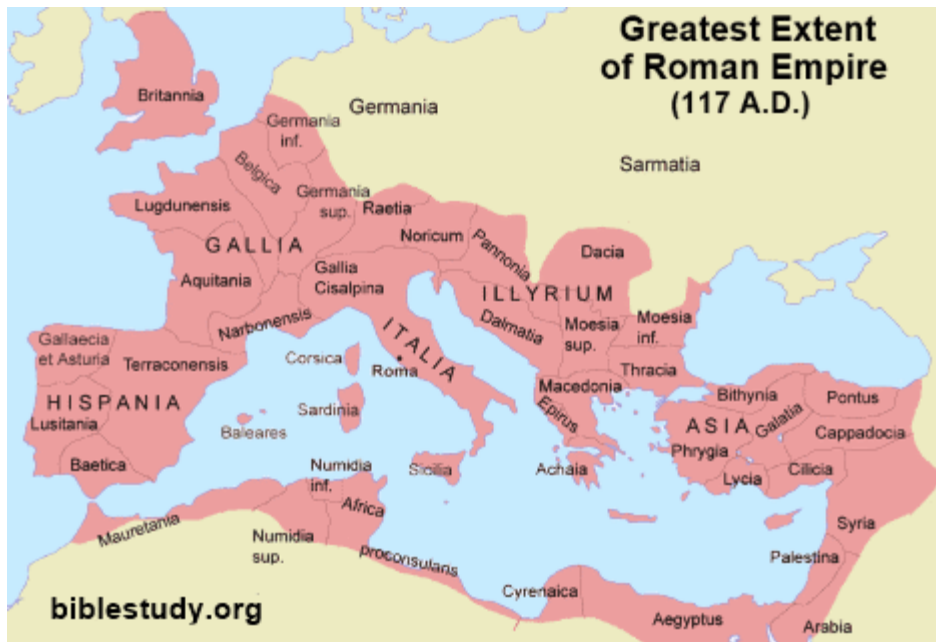 Greatest Extent
of Roman Empire
(117 A.D.)
Britannia
Germania
Germania
inf.
Sarmatia
Belgica
Germania
sup.
Lugdunensis
Raetia
Noricum
Pannonia
Dacia
GALLIA
Gallia
Cisalpina
Aquitania
ILLYRIUM
Narbonensis
Dalmatia
Moesia
sup.
Moesia
inf.
Gallaecia
et Asturia
Terraconensis
Corsica
ITALIA
Roma
Thracia
Macedonia
Epirus
Bithynia
Pontus
HISPANIA
Lusitania
Baleares
Sardinia
ASIA
Galatia
Cappadocia
Phrygia
Baetica
Numidia
inf.
Sicilia
Achaia
Lycia
Cilicia
Mauretania
Africa
proconsularis
Numidia
sup.
Syria
Palestina
Cyrenaica
Aegyptus
Arabia
biblestudy.org